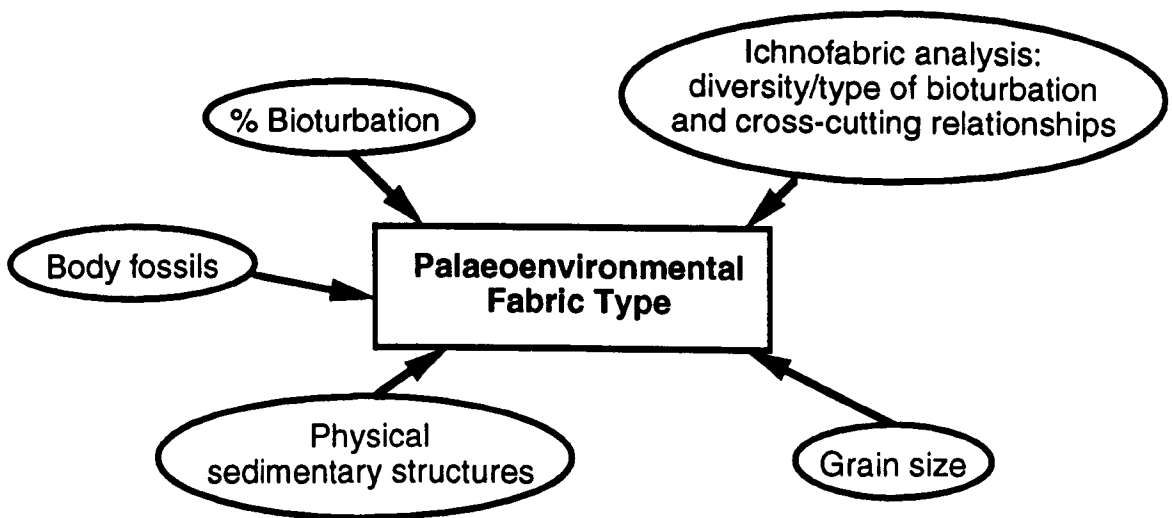 Ichnofabric analysis:
diversity/type of bioturbation
and cross-cutting relationships
% Bioturbation
Body fossils
Palaeoenvironmental
Fabric Type
Physical
sedimentary structures
Grain size